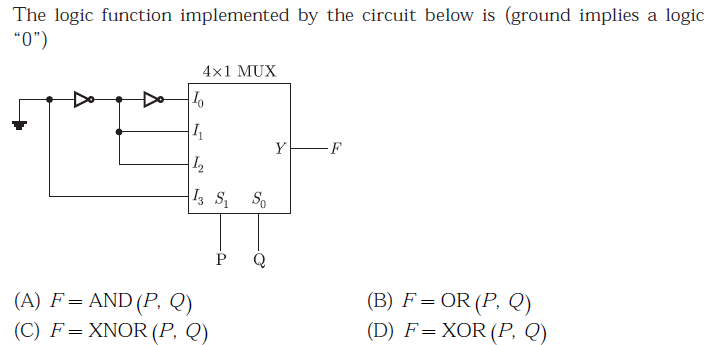 The logic function implemented by the circuit below is (ground implies a logic
“0”)
4×1 MUX
I₀
I₁
Y F
I₂
I₃ S₁ S₀
P Q
(A) F = AND (P, Q) (B) F = OR (P, Q)
(C) F = XNOR (P, Q) (D) F = XOR (P, Q)